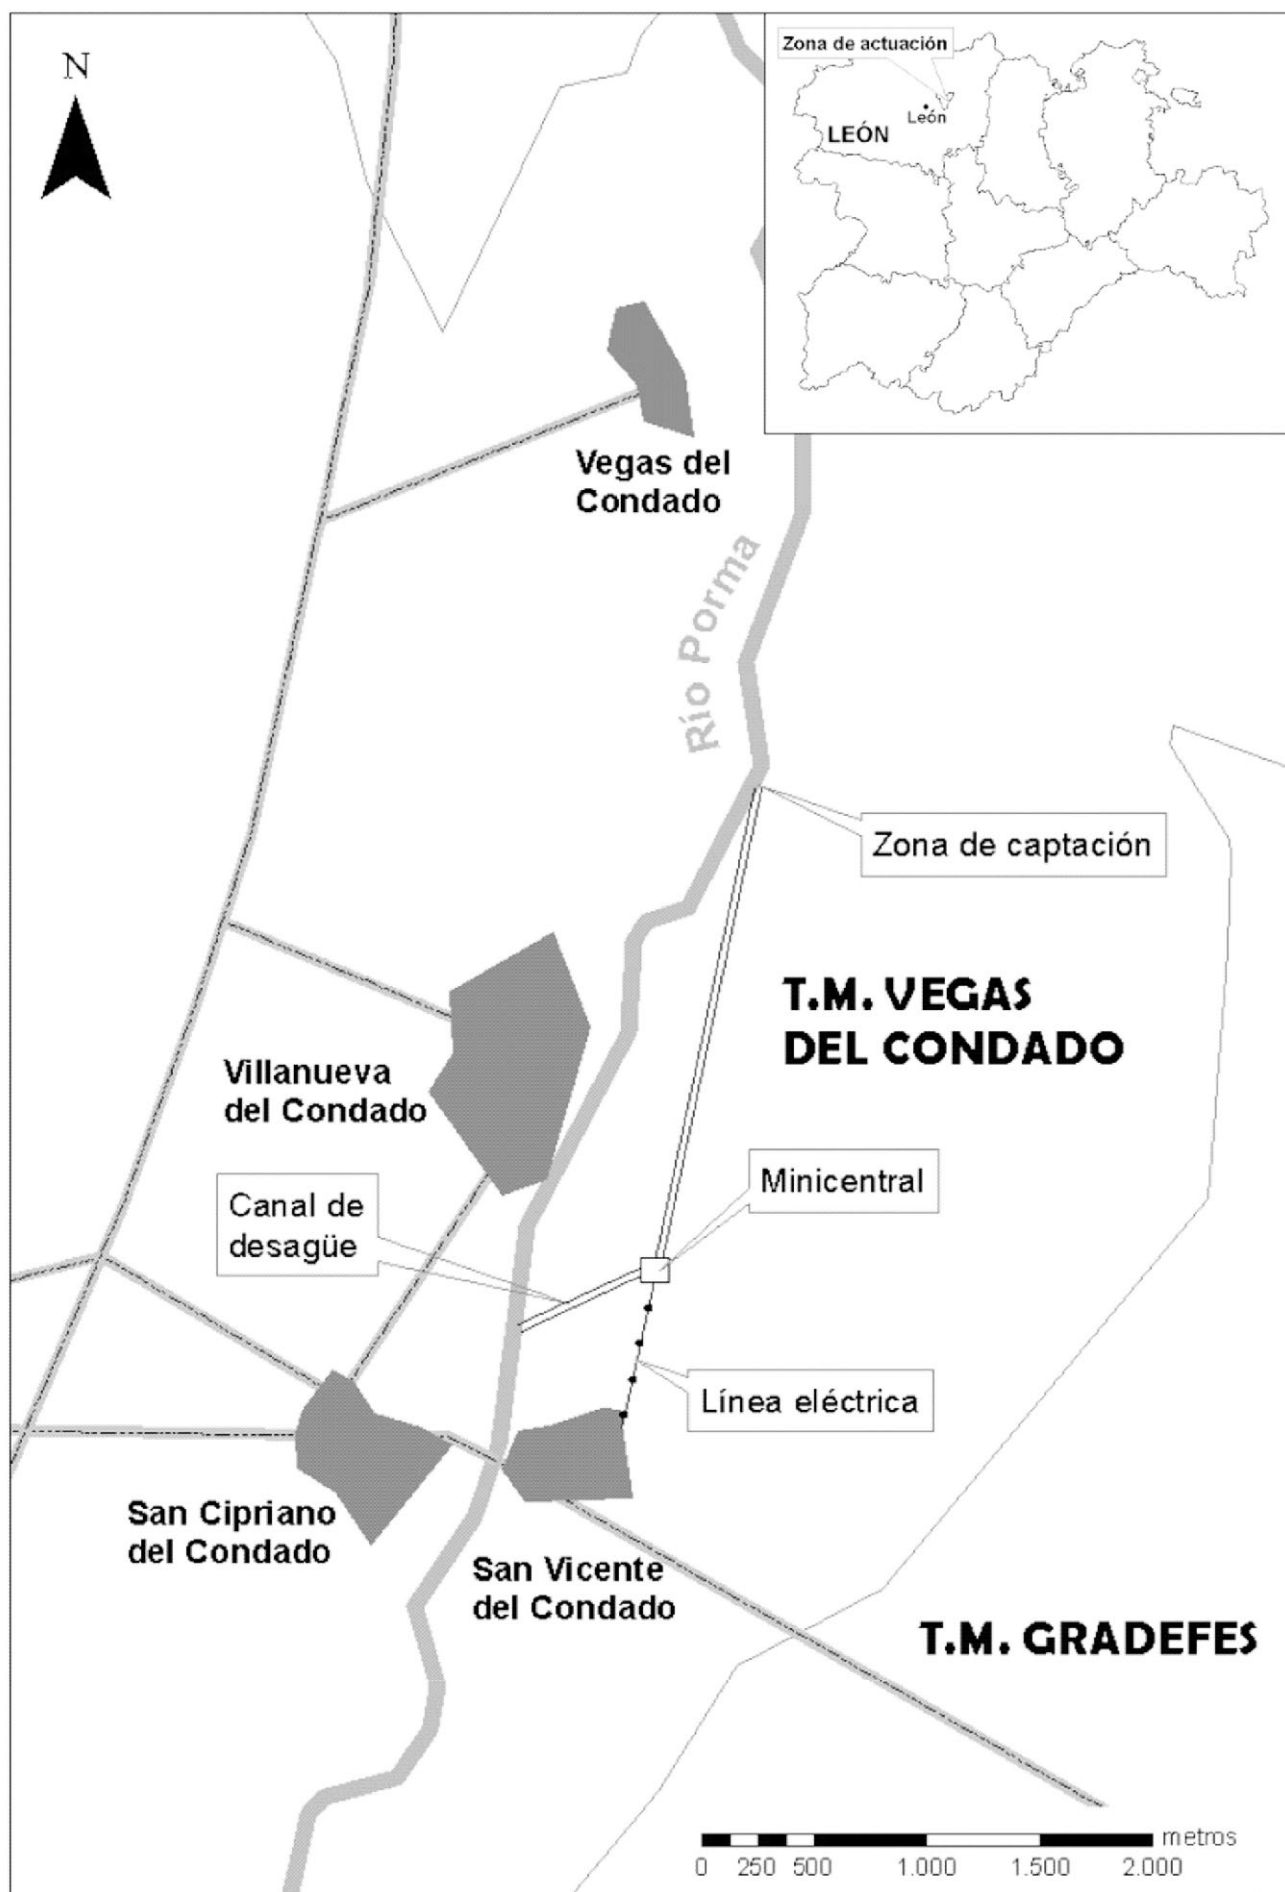 N
Zona de actuación
León
LEÓN
Vegas del
Condado
Río Porma
Zona de captación
T.M. VEGAS
DEL CONDADO
Villanueva
del Condado
Minicentral
Canal de
desagüe
Línea eléctrica
San Cipriano
del Condado
San Vicente
del Condado
T.M. GRADEFES
metros
0 250 500 1.000 1.500 2.000